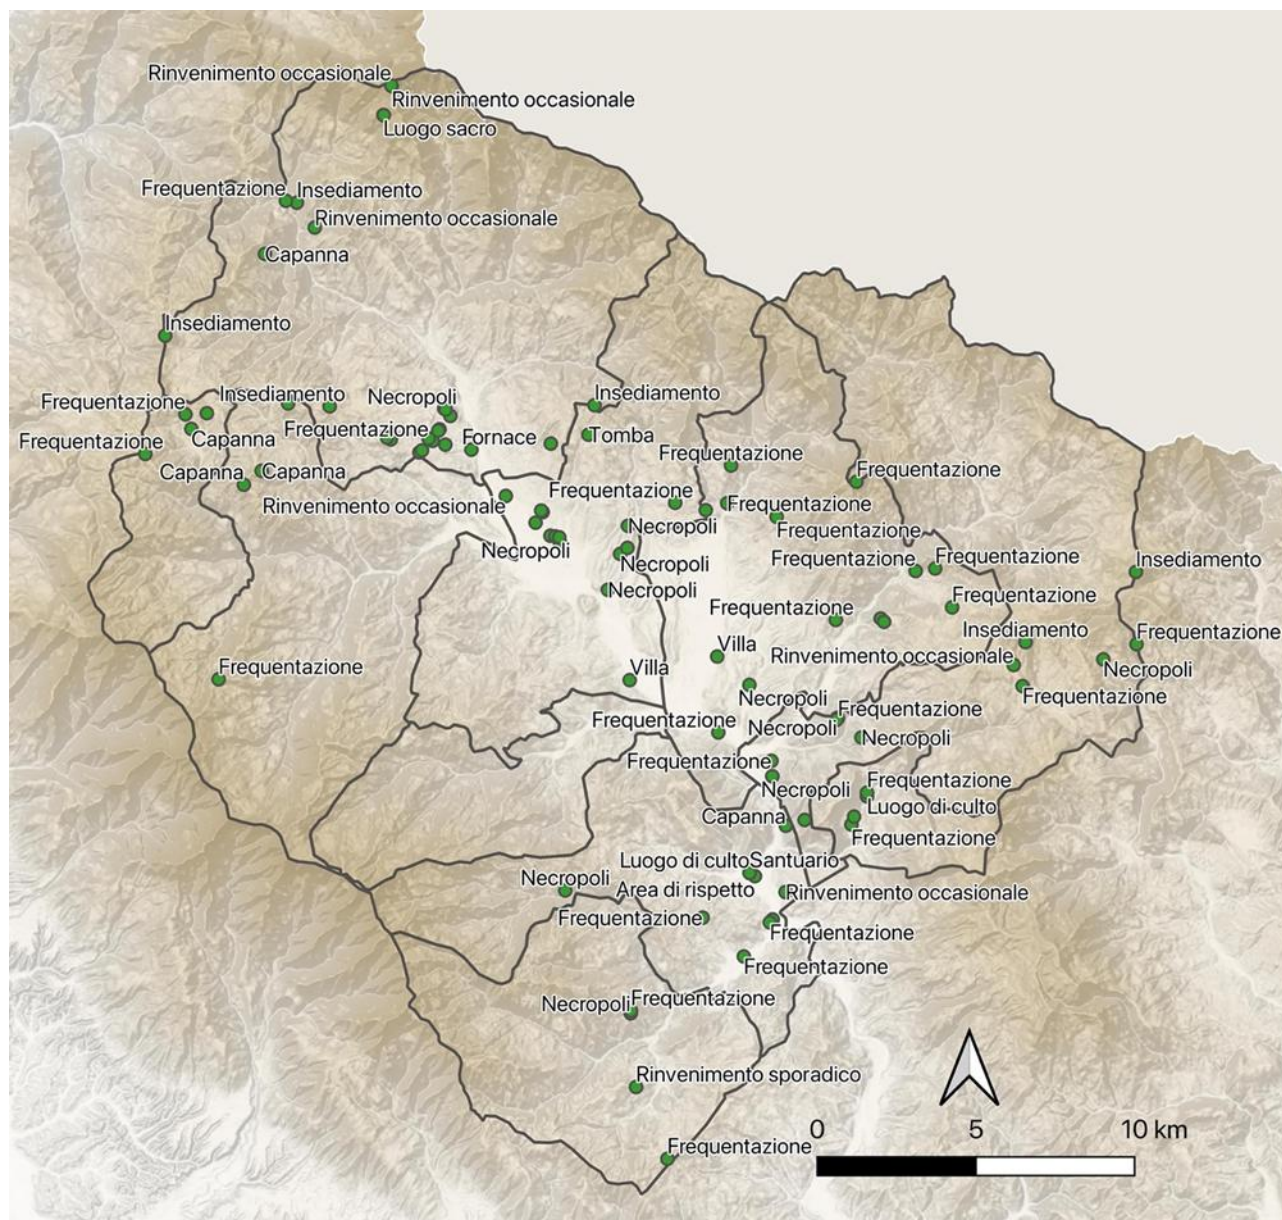 Rinvenimento occasionale
Rinvenimento occasionale
Luogo sacro
Frequentazione
Insediamento
Rinvenimento occasionale
Capanna
Insediamento
Insediamento
Necropoli
Insediamento
Frequentazione
Frequentazione
Fornace
Tomba
Capanna
Frequentazione
Frequentazione
Capanna
Capanna
Frequentazione
Frequentazione
Rinvenimento occasionale
Frequentazione
Necropoli
Frequentazione
Necropoli
Frequentazione
Frequentazione
Insediamento
Necropoli
Necropoli
Frequentazione
Frequentazione
Insediamento
Frequentazione
Villa
Rinvenimento occasionale
Frequentazione
Villa
Necropoli
Necropoli
Frequentazione
Frequentazione
Frequentazione
Necropoli
Necropoli
Frequentazione
Necropoli
Frequentazione
Luogo di culto
Capanna
Frequentazione
Luogo di culto
Santuario
Necropoli
Area di rispetto
Rinvenimento occasionale
Frequentazione
Frequentazione
Frequentazione
Necropoli
Frequentazione
Rinvenimento sporadico
Frequentazione
0 5 10 km